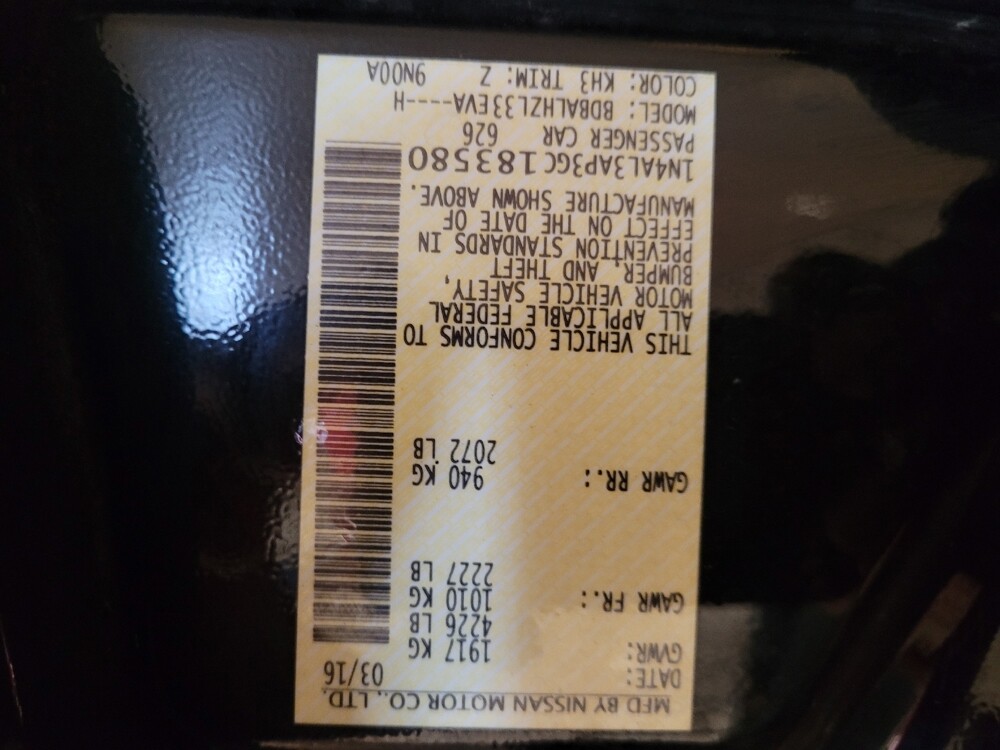 MFD BY NISSAN MOTOR CO., LTD.
DATE: 03/16
GVWR: 1917 KG
4226 LB
GAWR FR.: 1010 KG
2227 LB
GAWR RR.: 940 KG
2072 LB
THIS VEHICLE CONFORMS TO
ALL APPLICABLE FEDERAL
MOTOR VEHICLE SAFETY,
BUMPER, AND THEFT
PREVENTION STANDARDS IN
EFFECT ON THE DATE OF
MANUFACTURE SHOWN ABOVE.
1N4AL3AP3GC183580
PASSENGER CAR 626
MODEL: BDBALHZL33EVA----H
COLOR: KH3 TRIM: Z 9N00A